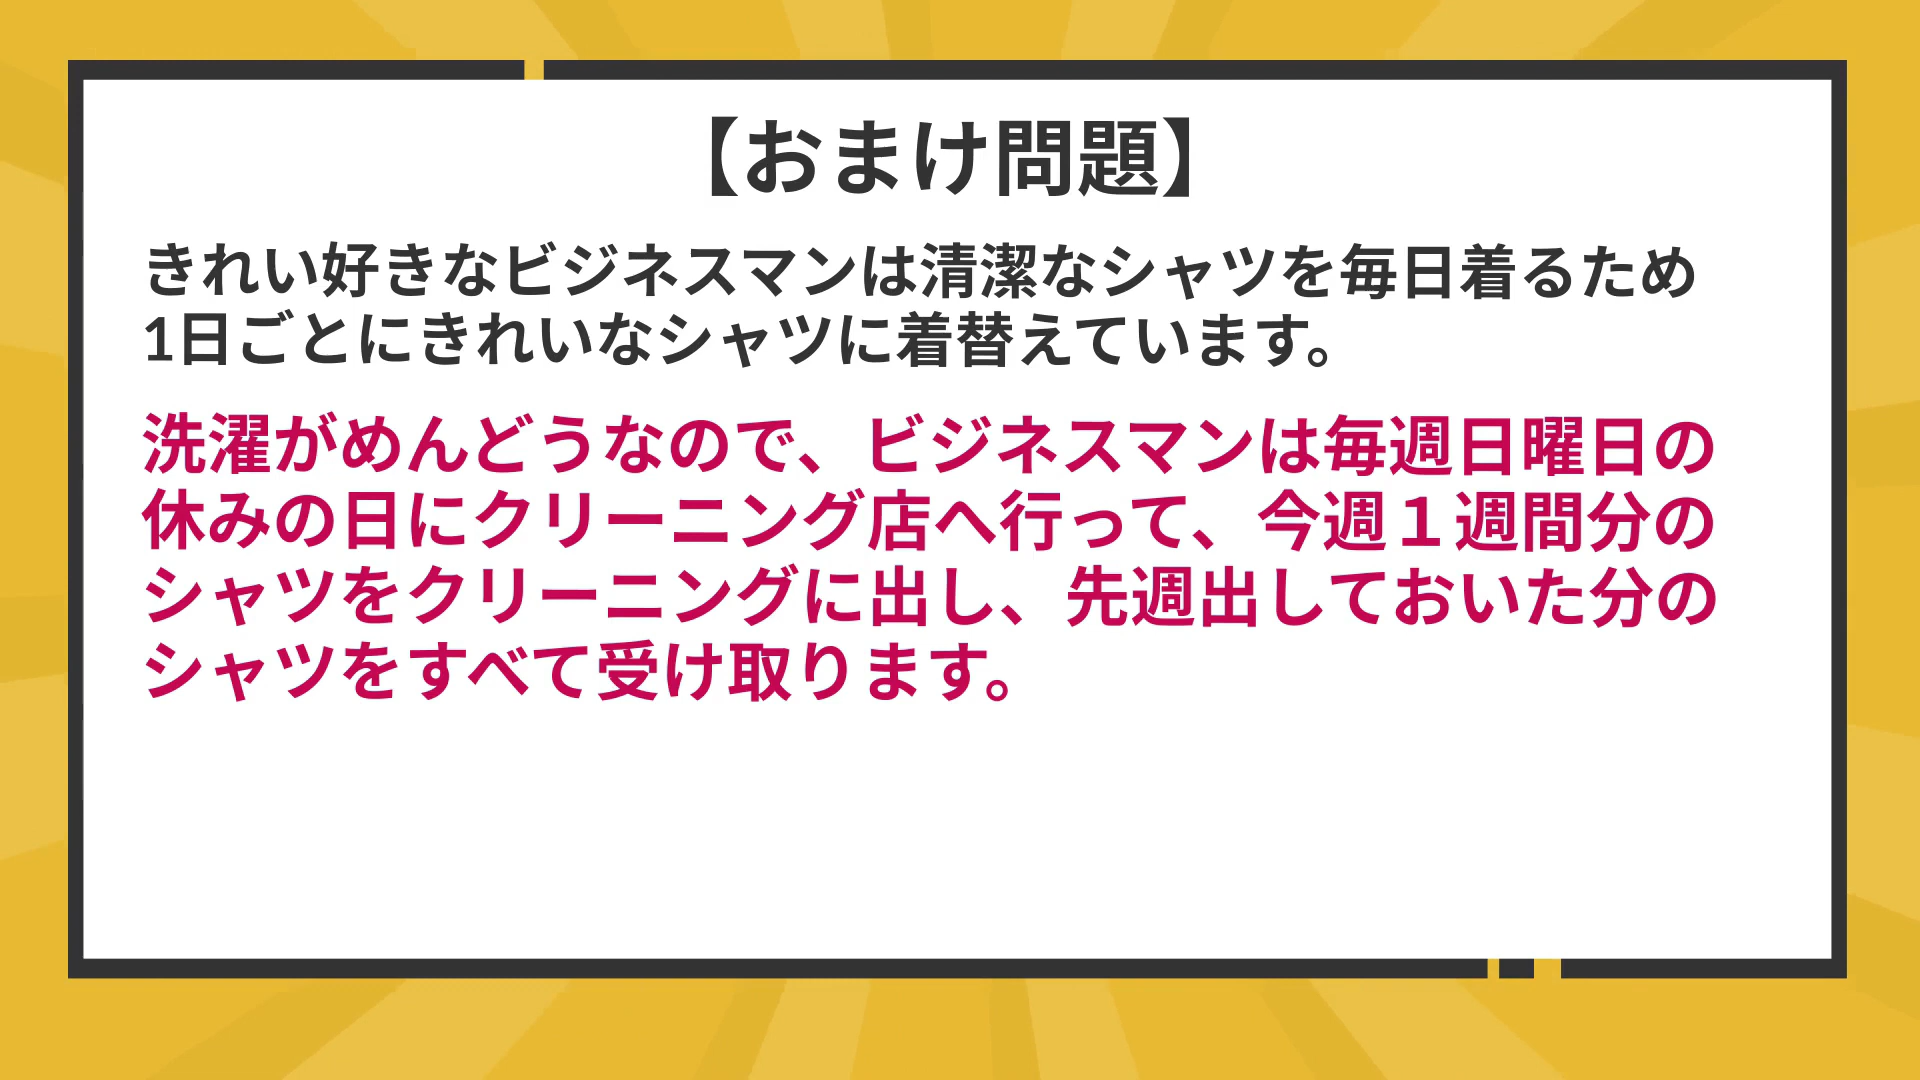 【おまけ問題】
きれい好きなビジネスマンは清潔なシャツを毎日着るため
1日ごとにきれいなシャツに着替えています。
洗濯がめんどうなので、ビジネスマンは毎週日曜日の
休みの日にクリーニング店へ行って、今週１週間分の
シャツをクリーニングに出し、先週出しておいた分の
シャツをすべて受け取ります。